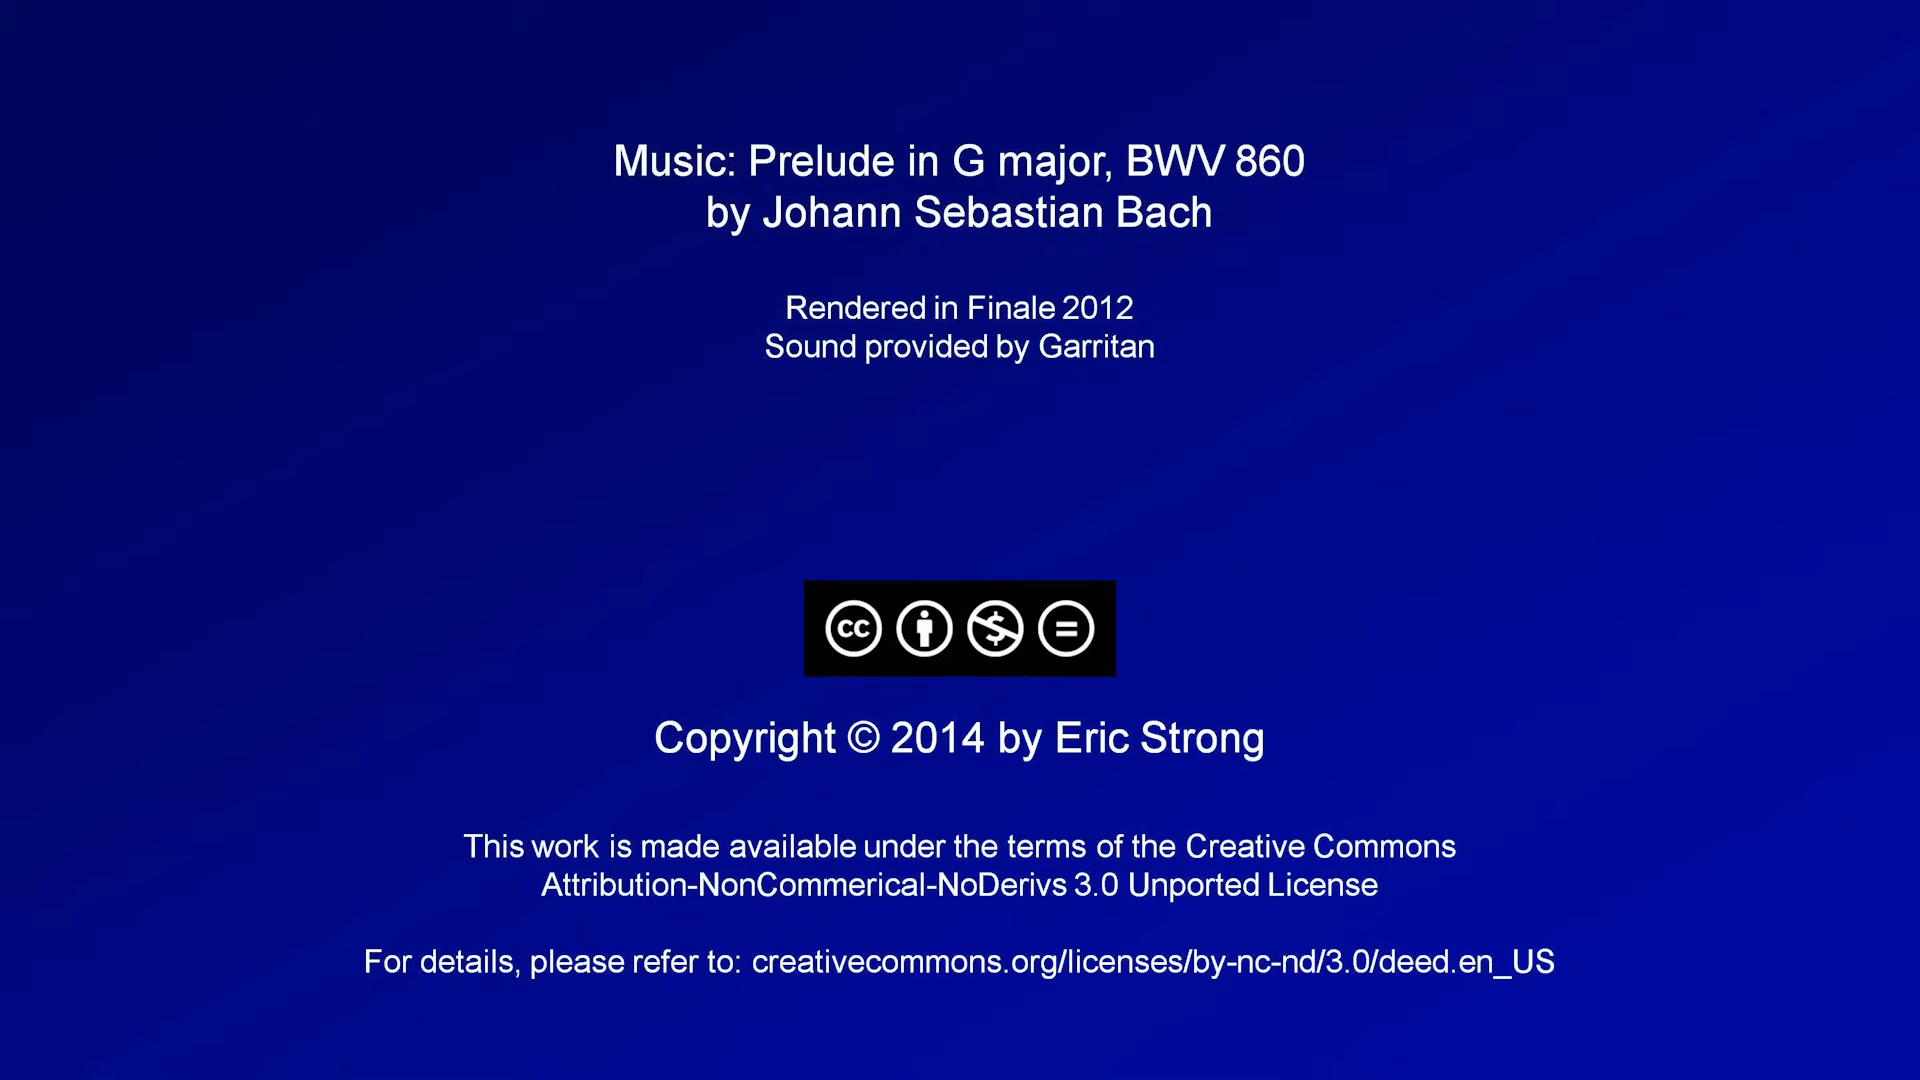 Music: Prelude in G major, BWV 860
by Johann Sebastian Bach
Rendered in Finale 2012
Sound provided by Garritan
cc
Copyright © 2014 by Eric Strong
This work is made available under the terms of the Creative Commons
Attribution-NonCommerical-NoDerivs 3.0 Unported License
For details, please refer to: creativecommons.org/licenses/by-nc-nd/3.0/deed.en_US